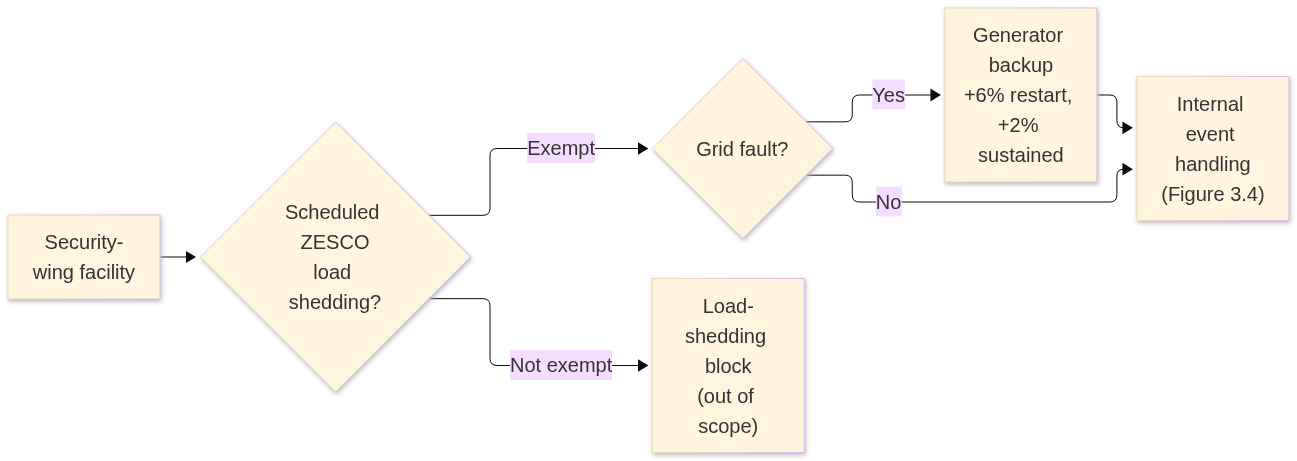 Security-
wing facility
Scheduled
ZESCO
load
shedding?
Exempt
Not exempt
Grid fault?
Load-
shedding
block
(out of
scope)
Yes
No
Generator
backup
+6% restart,
+2%
sustained
Internal
event
handling
(Figure 3.4)